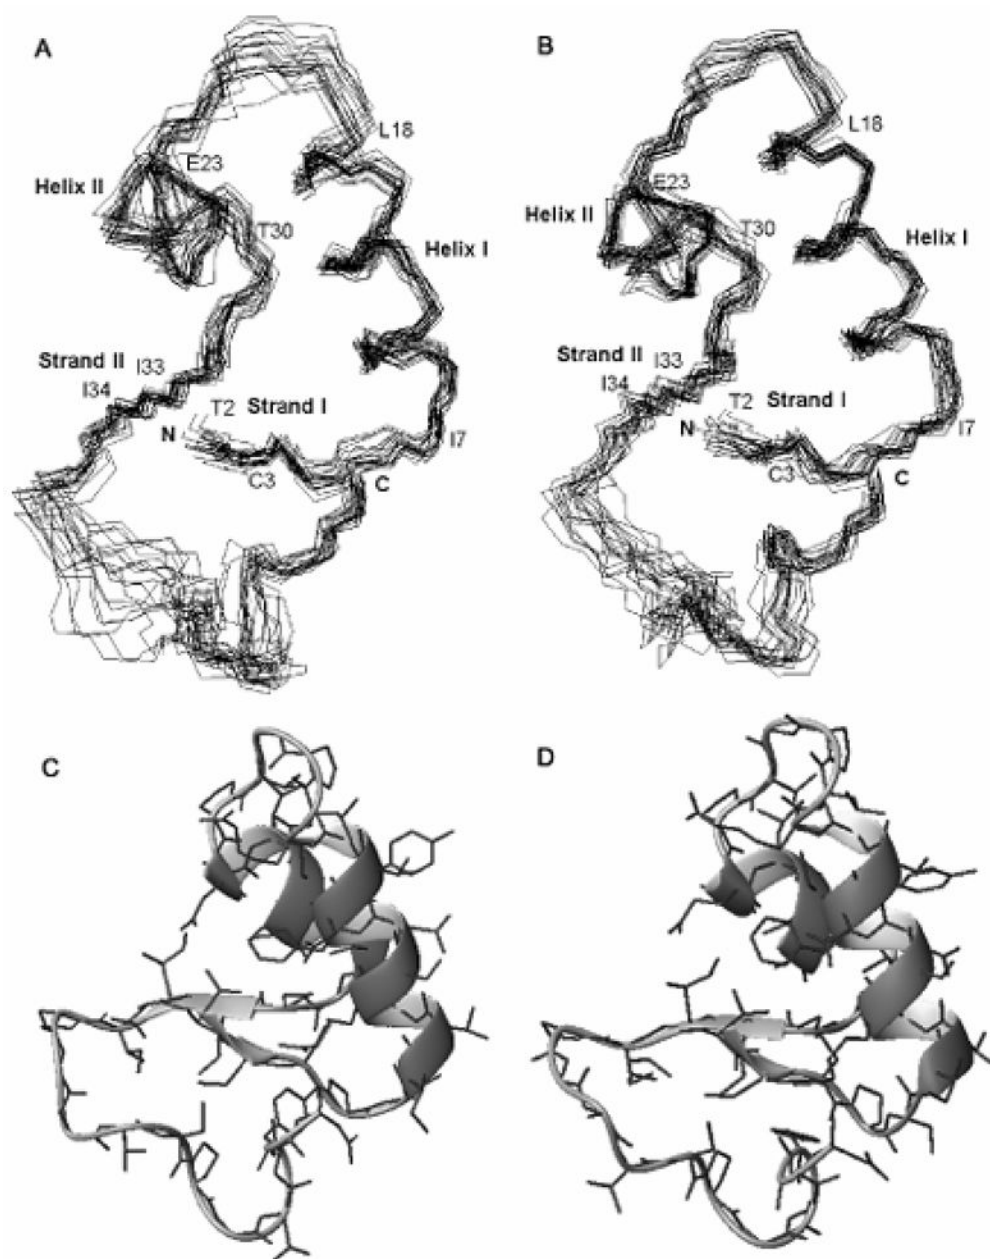 A
L18
E23
Helix II
T30
Helix I
Strand II
I33
I34
T2
Strand I
N
I7
C3
C
B
L18
E23
Helix II
T30
Helix I
Strand II
I33
I34
T2
Strand I
N
I7
C3
C
C
D